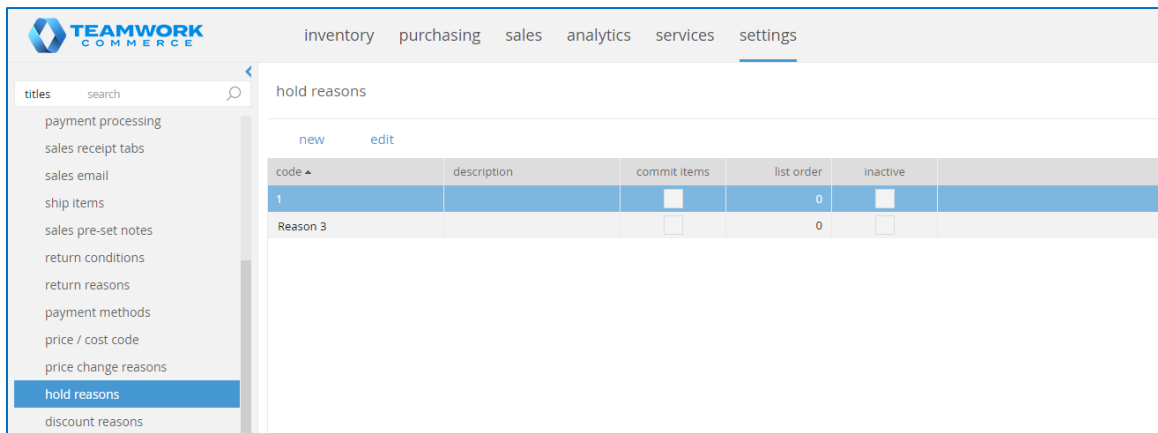 TEAMWORK
COMMERCE
inventory purchasing sales analytics services settings
titles search
payment processing
sales receipt tabs
sales email
ship items
sales pre-set notes
return conditions
return reasons
payment methods
price / cost code
price change reasons
hold reasons
discount reasons
hold reasons
new edit
code description commit items list order inactive
1 0
Reason 3 0